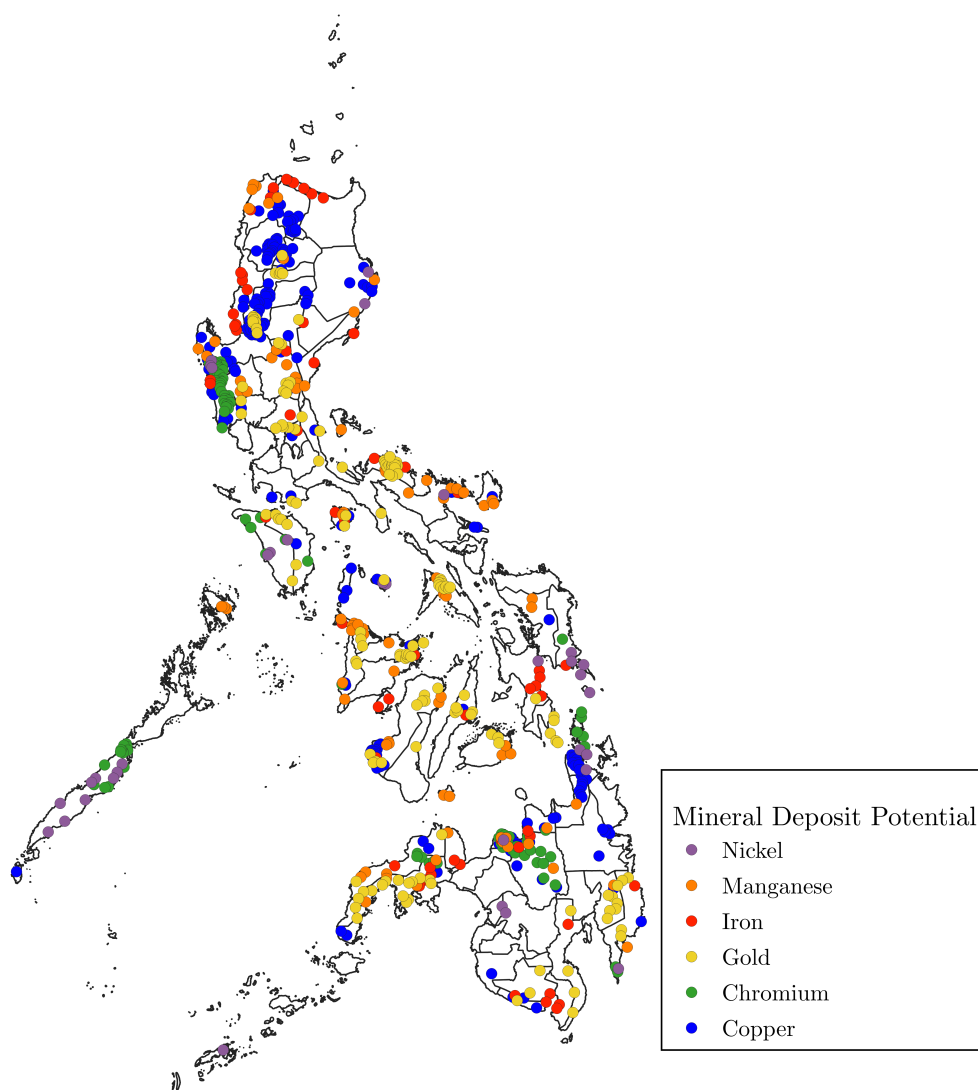 Mineral Deposit Potential
Nickel
Manganese
Iron
Gold
Chromium
Copper